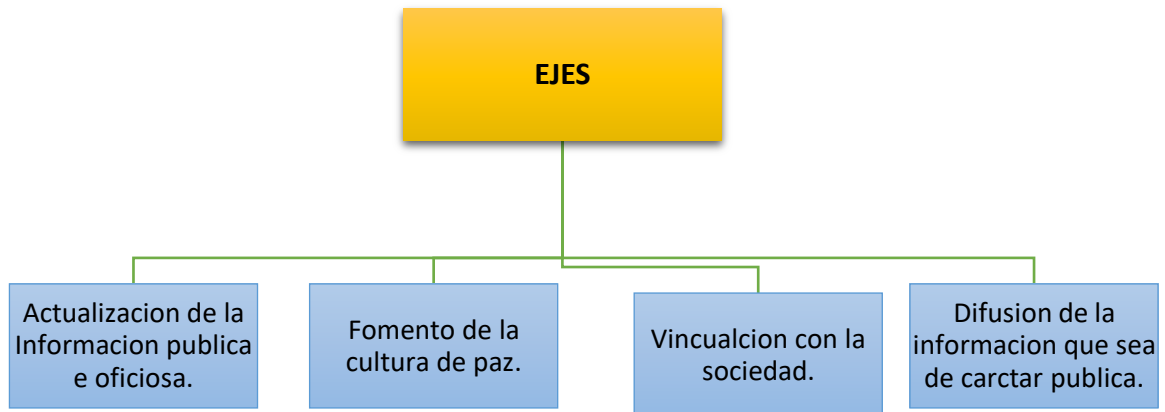 EJES
Actualizacion de la
Informacion publica
e oficiosa.
Fomento de la
cultura de paz.
Vincualcion con la
sociedad.
Difusion de la
informacion que sea
de carctar publica.